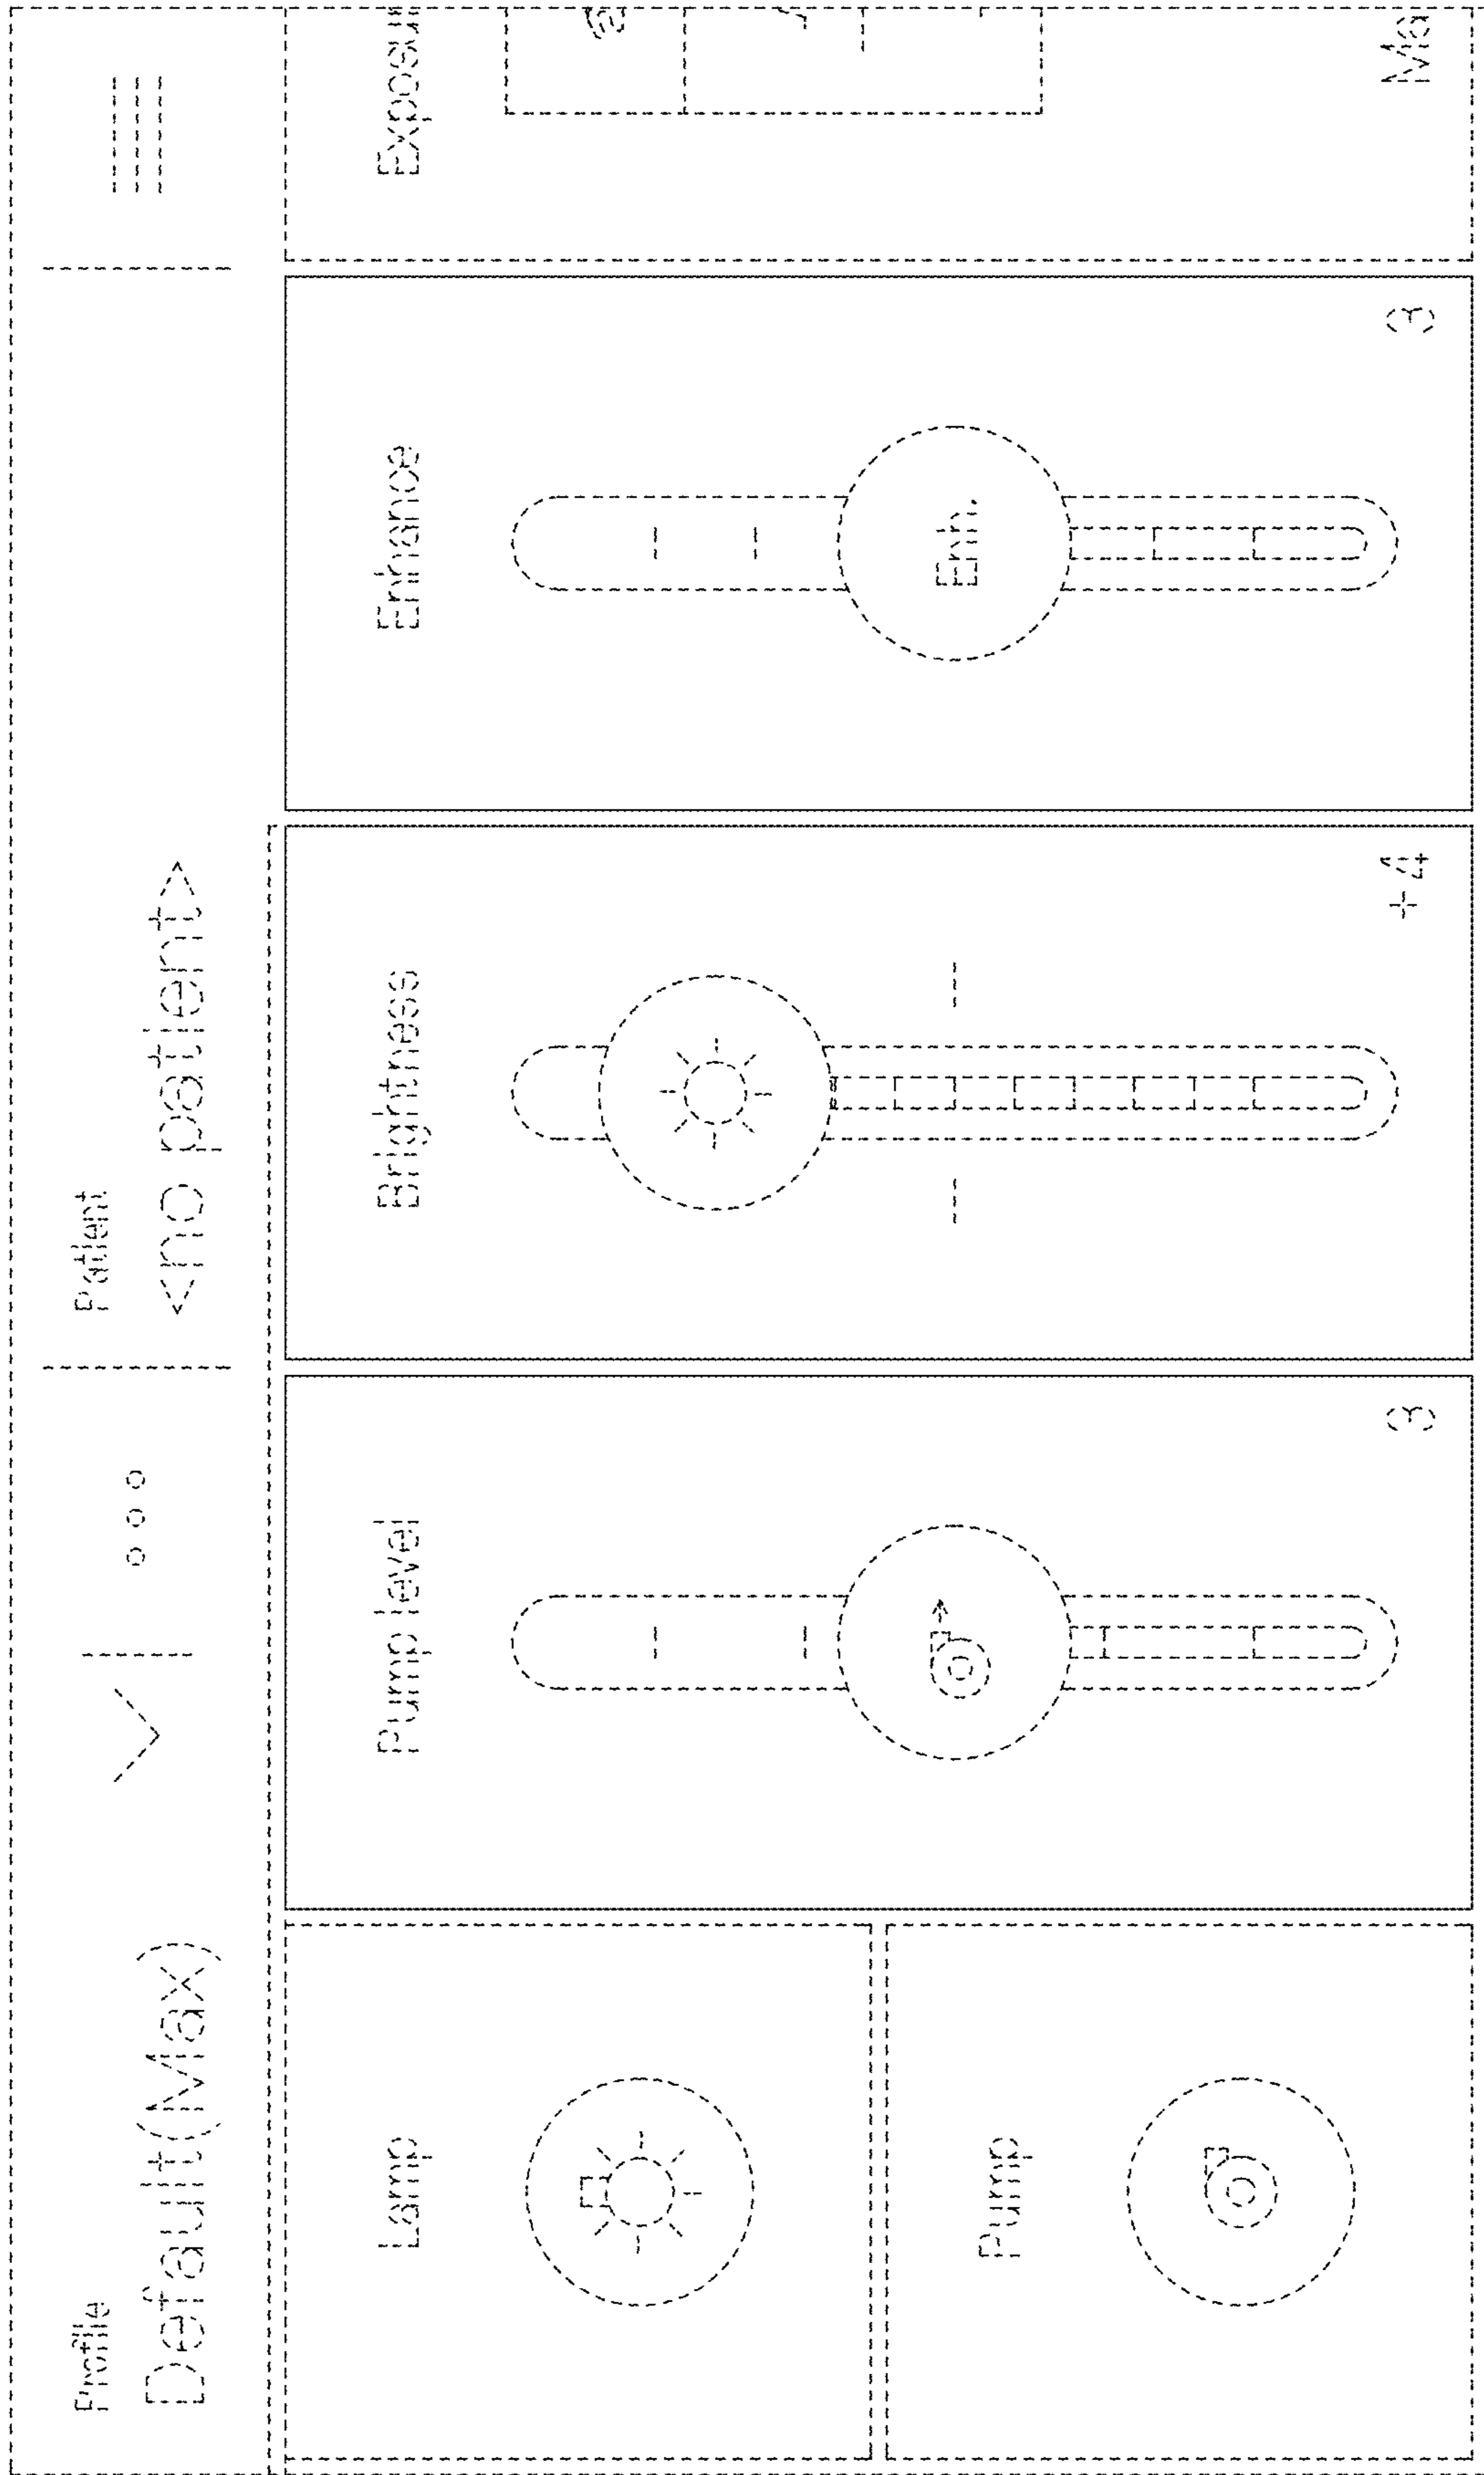 Profile
Default(Max)
Patient
<no patient>
Lamp
Pump
Pump level
3
Brightness
+4
Enhance
Enh.
3
Exposu
a
Ma